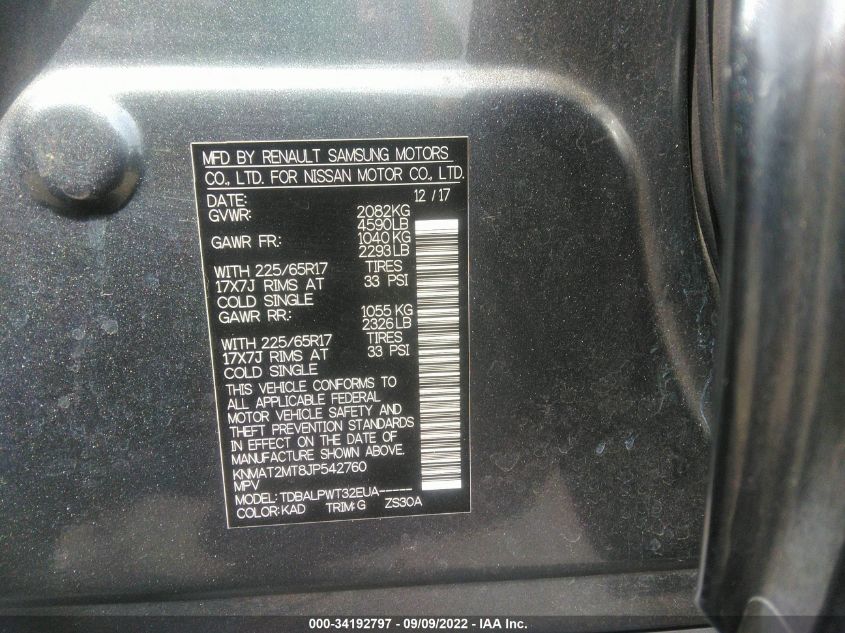 MFD BY RENAULT SAMSUNG MOTORS
CO., LTD. FOR NISSAN MOTOR CO., LTD.
DATE: 12 / 17
GVWR: 2082KG
4590LB
GAWR FR: 1040 KG
2293 LB
WITH 225/65R17 TIRES
17X7J RIMS AT 33 PSI
COLD SINGLE
GAWR RR: 1055 KG
2326 LB
WITH 225/65R17 TIRES
17X7J RIMS AT 33 PSI
COLD SINGLE
THIS VEHICLE CONFORMS TO
ALL APPLICABLE FEDERAL
MOTOR VEHICLE SAFETY AND
THEFT PREVENTION STANDARDS
IN EFFECT ON THE DATE OF
MANUFACTURE SHOWN ABOVE.
KNMAT2MT8JP542760
MPV
MODEL: TDBALPWT32EUA-----
COLOR: KAD TRIM: G ZS30A
000-34192797 - 09/09/2022 - IAA Inc.